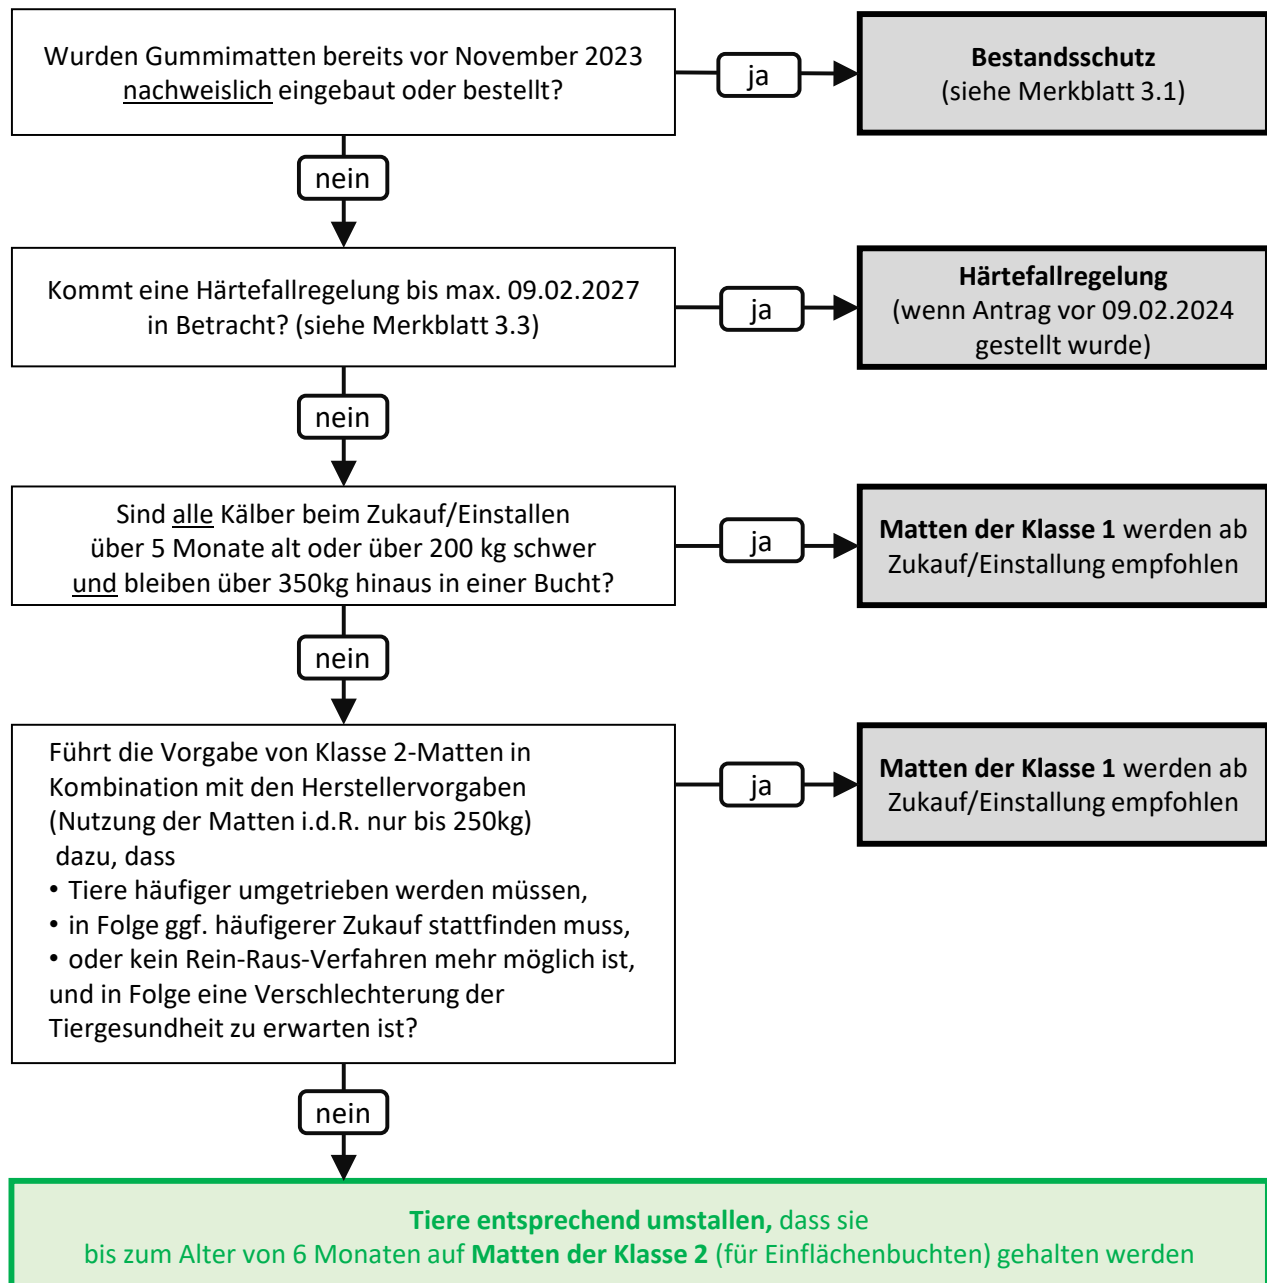 Wurden Gummimatten bereits vor November 2023
nachweislich eingebaut oder bestellt?
ja
Bestandsschutz
(siehe Merkblatt 3.1)
nein
Kommt eine Härtefallregelung bis max. 09.02.2027
in Betracht? (siehe Merkblatt 3.3)
ja
Härtefallregelung
(wenn Antrag vor 09.02.2024
gestellt wurde)
nein
Sind alle Kälber beim Zukauf/Einstallen
über 5 Monate alt oder über 200 kg schwer
und bleiben über 350kg hinaus in einer Bucht?
ja
Matten der Klasse 1 werden ab
Zukauf/Einstallung empfohlen
nein
Führt die Vorgabe von Klasse 2-Matten in
Kombination mit den Herstellervorgaben
(Nutzung der Matten i.d.R. nur bis 250kg)
dazu, dass
• Tiere häufiger umgetrieben werden müssen,
• in Folge ggf. häufigerer Zukauf stattfinden muss,
• oder kein Rein-Raus-Verfahren mehr möglich ist,
und in Folge eine Verschlechterung der
Tiergesundheit zu erwarten ist?
ja
Matten der Klasse 1 werden ab
Zukauf/Einstallung empfohlen
nein
Tiere entsprechend umstallen, dass sie
bis zum Alter von 6 Monaten auf Matten der Klasse 2 (für Einflächenbuchten) gehalten werden